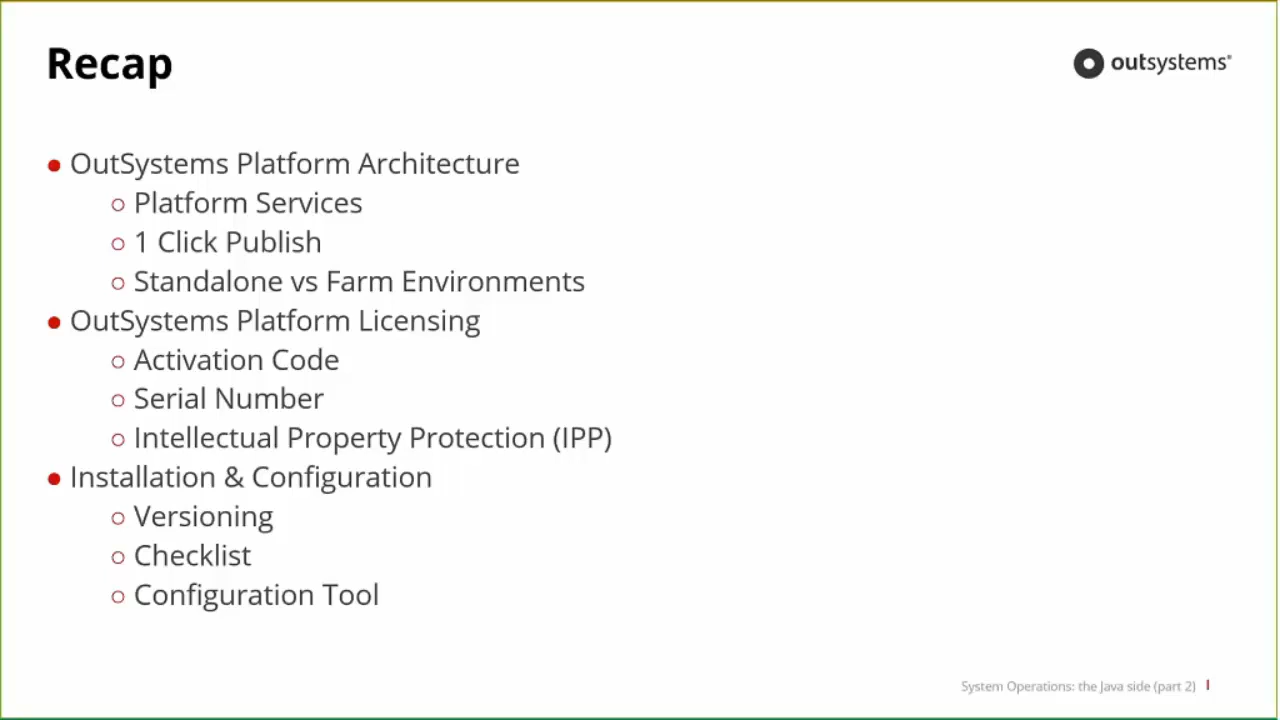 Recap
outsystems®
● OutSystems Platform Architecture
○ Platform Services
○ 1 Click Publish
○ Standalone vs Farm Environments
● OutSystems Platform Licensing
○ Activation Code
○ Serial Number
○ Intellectual Property Protection (IPP)
● Installation & Configuration
○ Versioning
○ Checklist
○ Configuration Tool
System Operations: the Java side (part 2) |